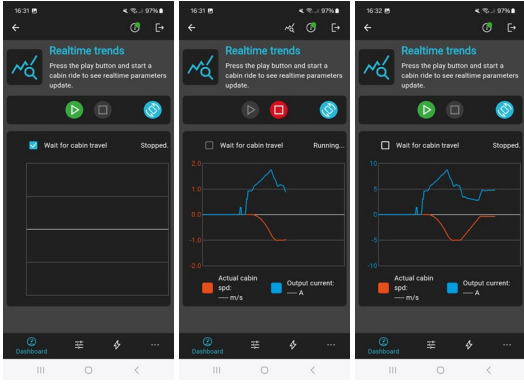 16:31
97%
Realtime trends
Press the play button and start a
cabin ride to see realtime parameters
update.
Wait for cabin travel
Stopped.
Dashboard
16:31
97%
Realtime trends
Press the play button and start a
cabin ride to see realtime parameters
update.
Wait for cabin travel
Running...
2.0
1.0
0.0
-1.0
-2.0
Actual cabin
spd:
---- m/s
Output current:
---- A
Dashboard
16:32
97%
Realtime trends
Press the play button and start a
cabin ride to see realtime parameters
update.
Wait for cabin travel
Stopped.
10
5
0
-5
-10
Actual cabin
spd:
---- m/s
Output current:
---- A
Dashboard